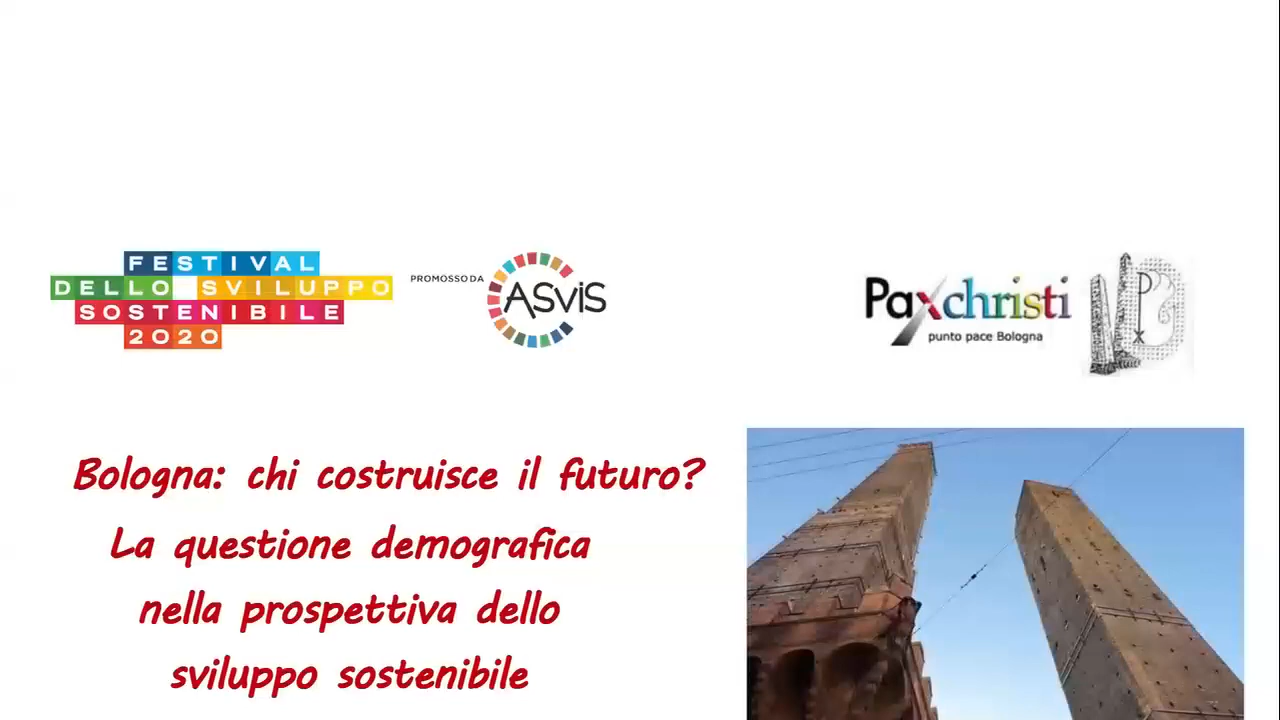 FESTIVAL
DELLO SVILUPPO
SOSTENIBILE
2020
PROMOSSO DA
ASviS
Paxchristi
punto pace Bologna
P
x
Bologna: chi costruisce il futuro?
La questione demografica
nella prospettiva dello
sviluppo sostenibile